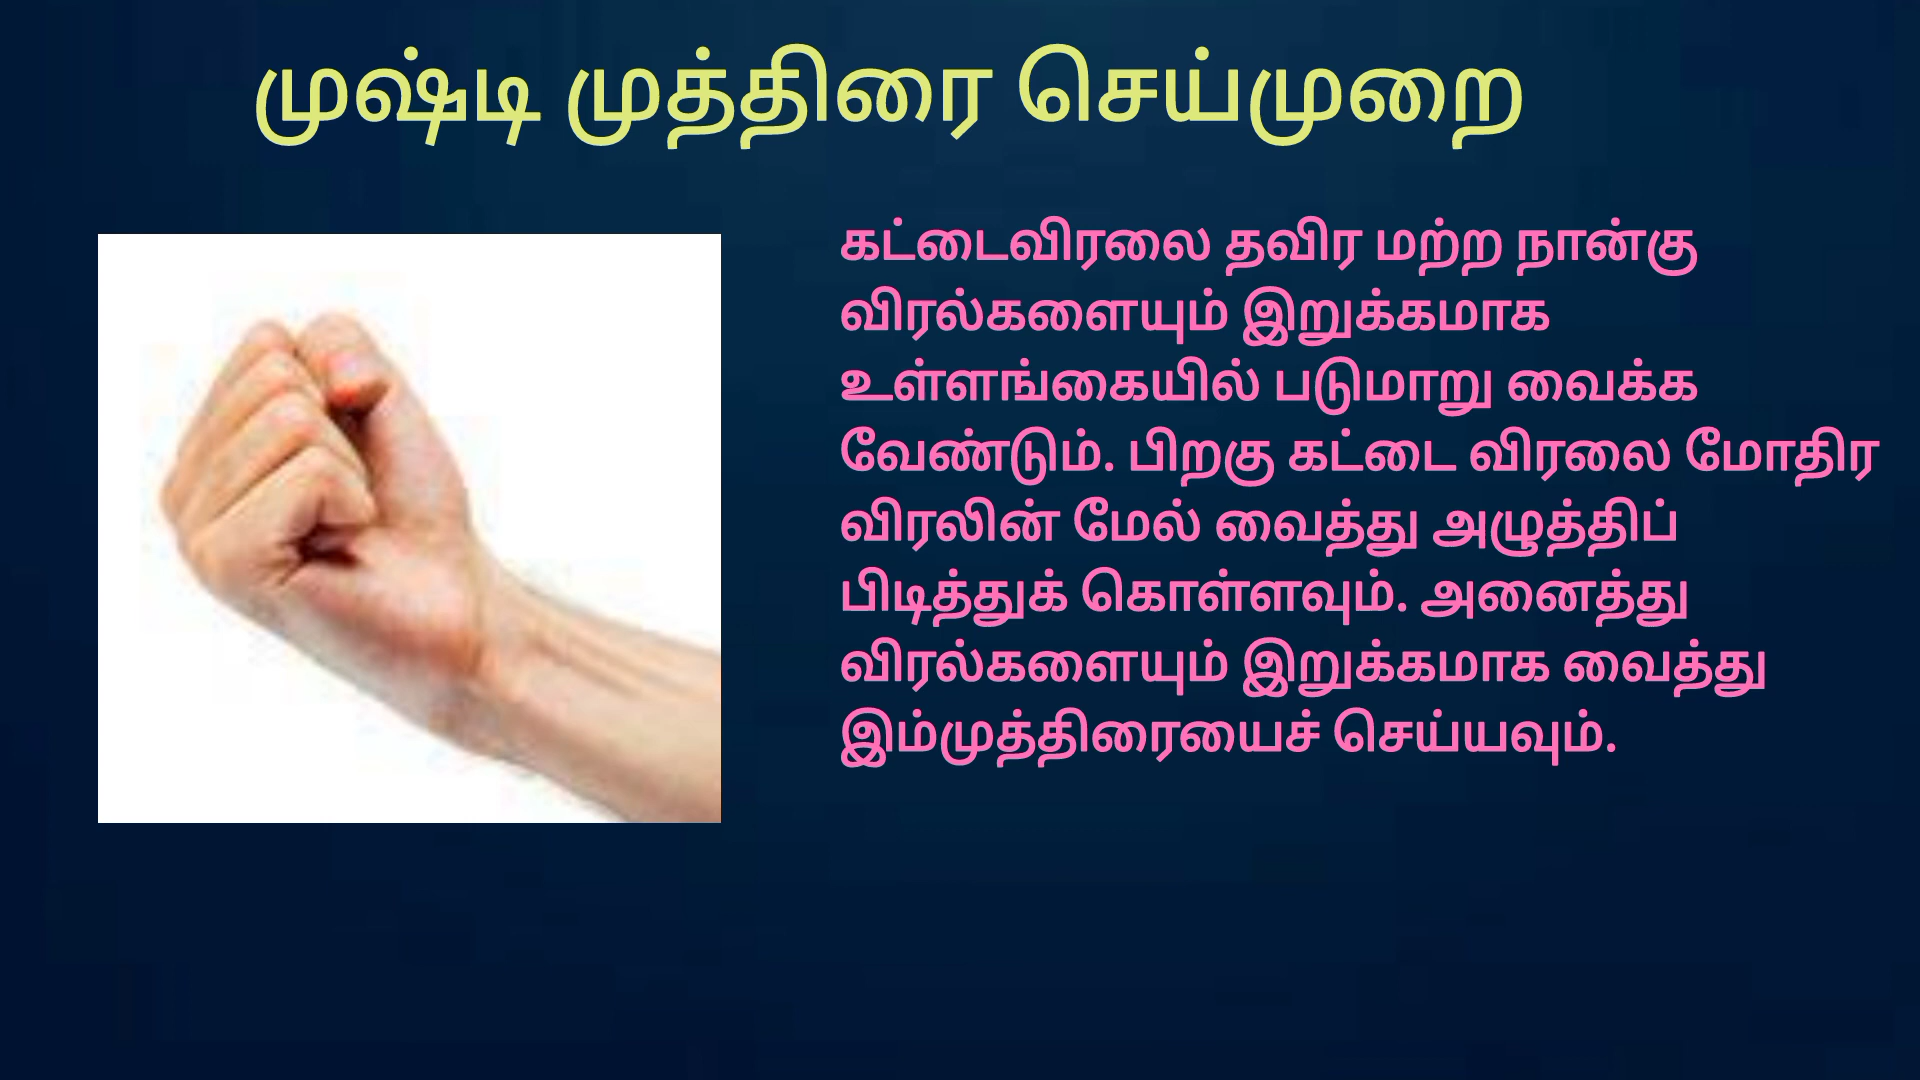 முஷ்டி முத்திரை செய்முறை
கட்டைவிரலை தவிர மற்ற நான்கு
விரல்களையும் இறுக்கமாக
உள்ளங்கையில் படுமாறு வைக்க
வேண்டும். பிறகு கட்டை விரலை மோதிர
விரலின் மேல் வைத்து அழுத்திப்
பிடித்துக் கொள்ளவும். அனைத்து
விரல்களையும் இறுக்கமாக வைத்து
இம்முத்திரையைச் செய்யவும்.